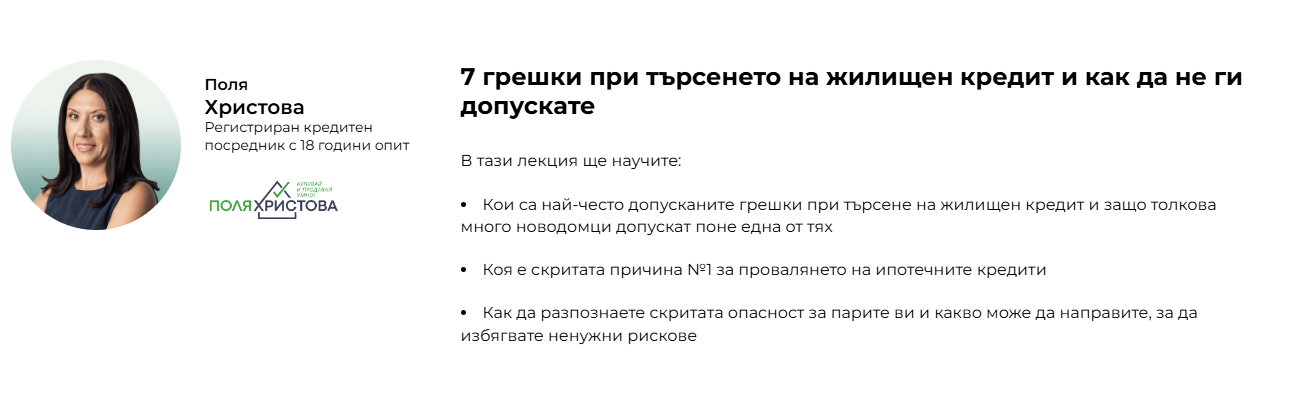 Поля
Христова
Регистриран кредитен
посредник с 18 години опит
КУПУВАЙ
И ПРОДАВАЙ
УМНО!
ПОЛЯ ХРИСТОВА
7 грешки при търсенето на жилищен кредит и как да не ги
допускате
В тази лекция ще научите:
• Кои са най-често допусканите грешки при търсене на жилищен кредит и защо толкова
много новодомци допускат поне една от тях
• Коя е скритата причина №1 за провалянето на ипотечните кредити
• Как да разпознаете скритата опасност за парите ви и какво може да направите, за да
избягвате ненужни рискове